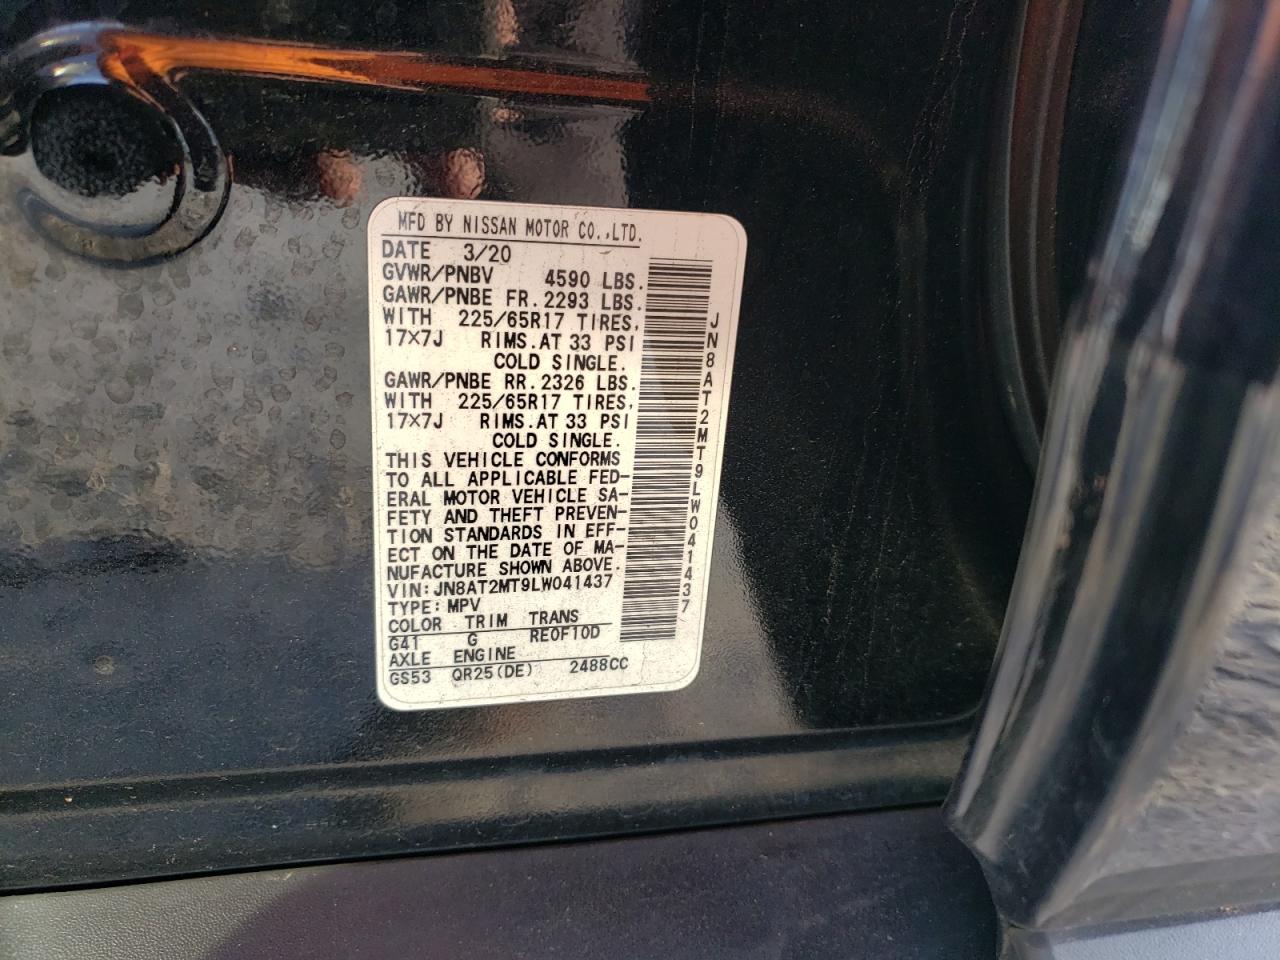 MFD BY NISSAN MOTOR CO.,LTD.
DATE 3/20
GVWR/PNBV 4590 LBS.
GAWR/PNBE FR. 2293 LBS.
WITH 225/65R17 TIRES,
17×7J RIMS.AT 33 PSI
COLD SINGLE.
GAWR/PNBE RR. 2326 LBS.
WITH 225/65R17 TIRES,
17×7J RIMS.AT 33 PSI
COLD SINGLE.
THIS VEHICLE CONFORMS
TO ALL APPLICABLE FED-
ERAL MOTOR VEHICLE SA-
FETY AND THEFT PREVEN-
TION STANDARDS IN EFF-
ECT ON THE DATE OF MA-
NUFACTURE SHOWN ABOVE.
VIN: JN8AT2MT9LW041437
TYPE: MPV
COLOR TRIM TRANS
G41 G RE0F10D
AXLE ENGINE
GS53 QR25(DE) 2488CC
JN8AT2MT9LW041437